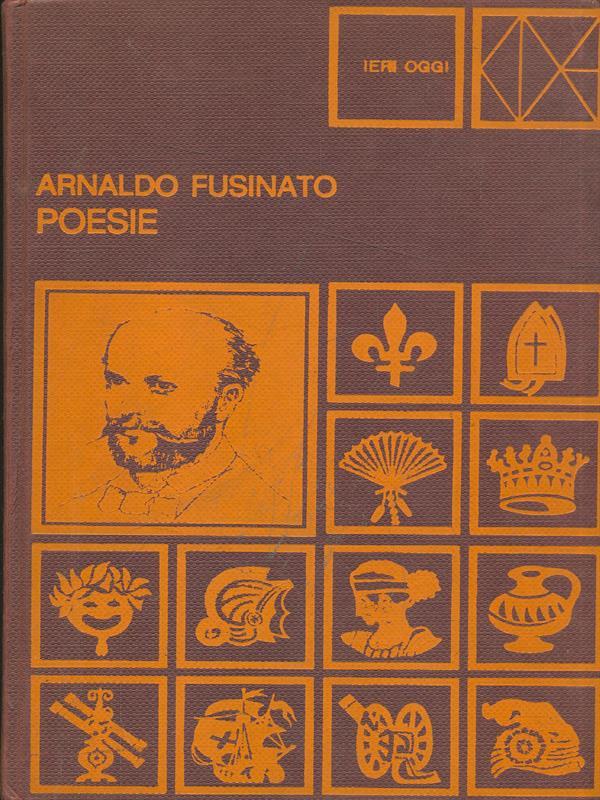 IERI OGGI
ARNALDO FUSINATO
POESIE